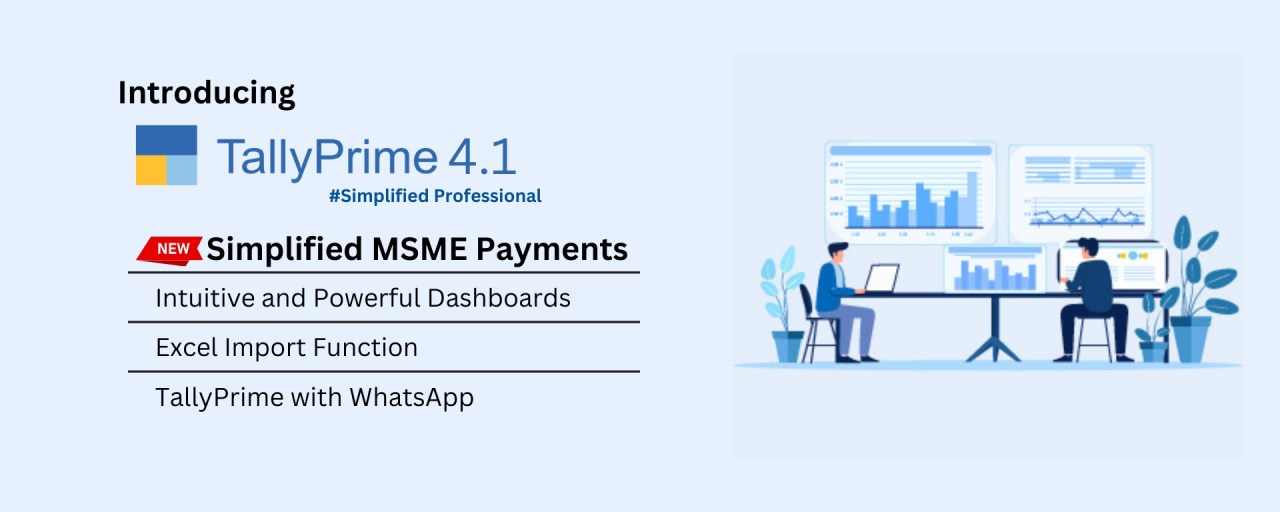 Introducing
TallyPrime 4.1
#Simplified Professional
NEW Simplified MSME Payments
Intuitive and Powerful Dashboards
Excel Import Function
TallyPrime with WhatsApp